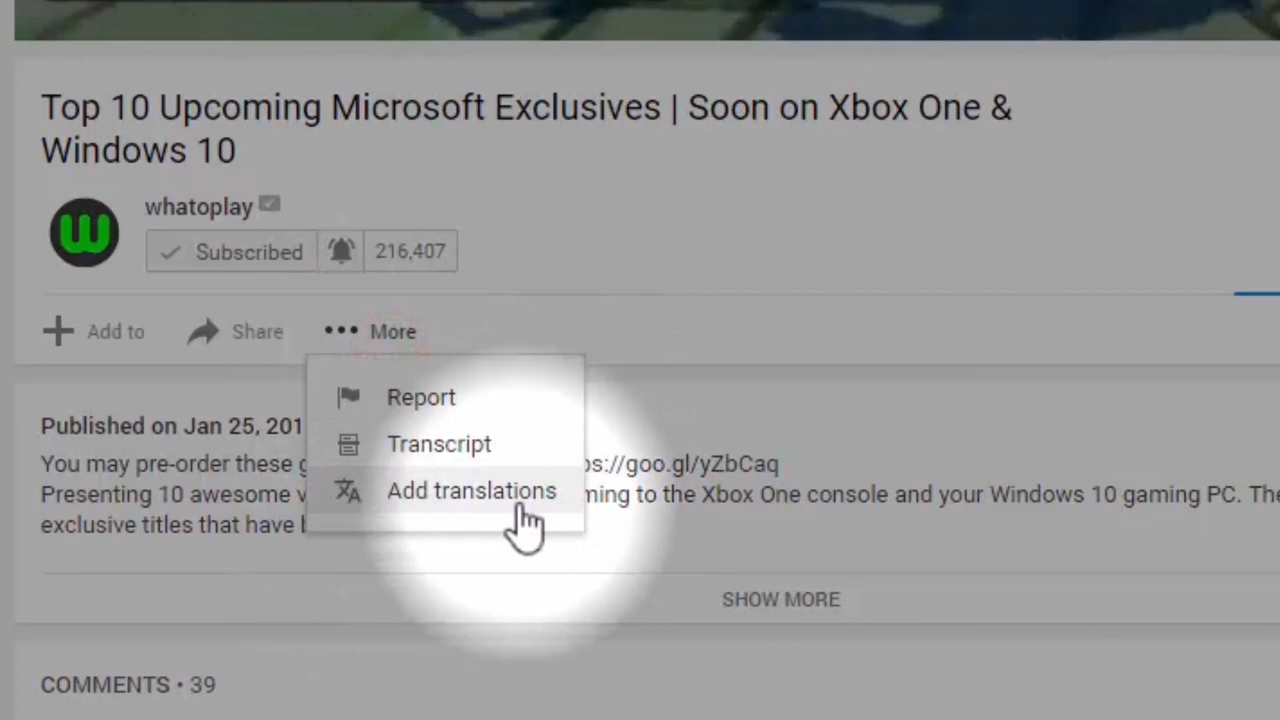 Top 10 Upcoming Microsoft Exclusives | Soon on Xbox One &
Windows 10
whatoplay
Subscribed 216,407
Add to Share More
Report
Transcript
Add translations
Published on Jan 25, 201
You may pre-order these g ps://goo.gl/yZbCaq
Presenting 10 awesome v ming to the Xbox One console and your Windows 10 gaming PC. The
exclusive titles that have
SHOW MORE
COMMENTS • 39